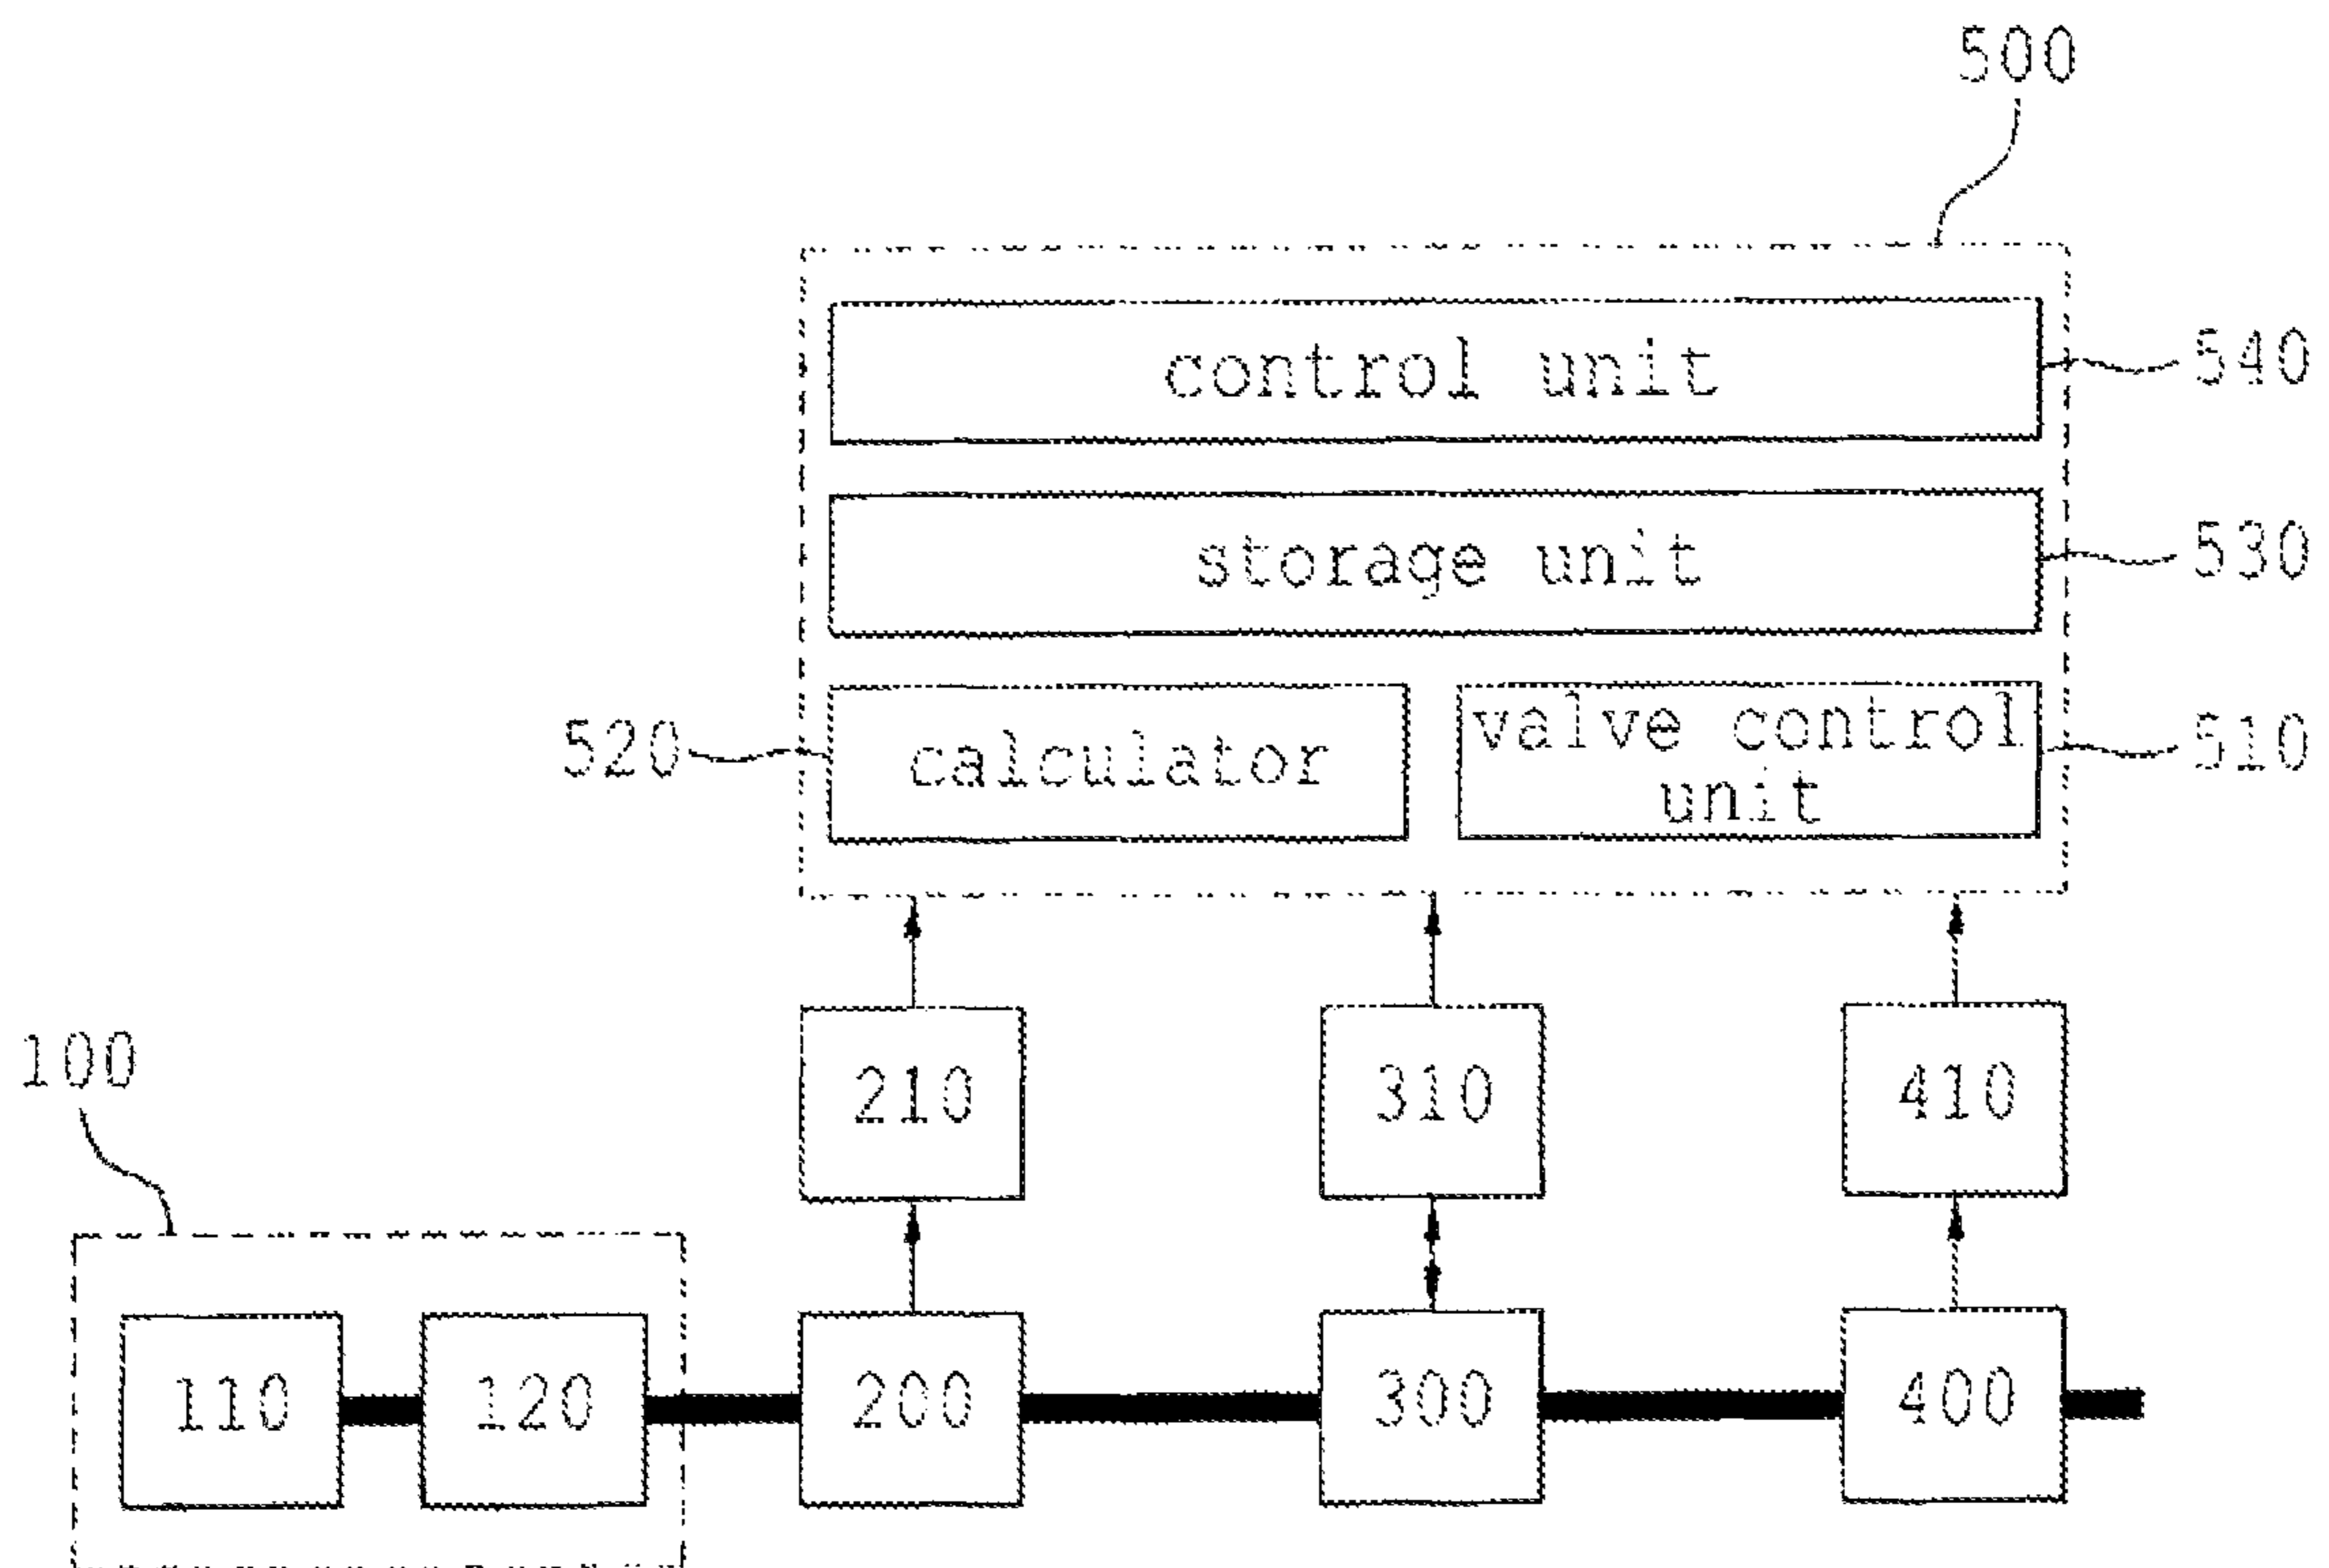 500
control unit
540
storage unit
530
520
calculator
valve control
unit
510
100
210
310
410
110
120
200
300
400